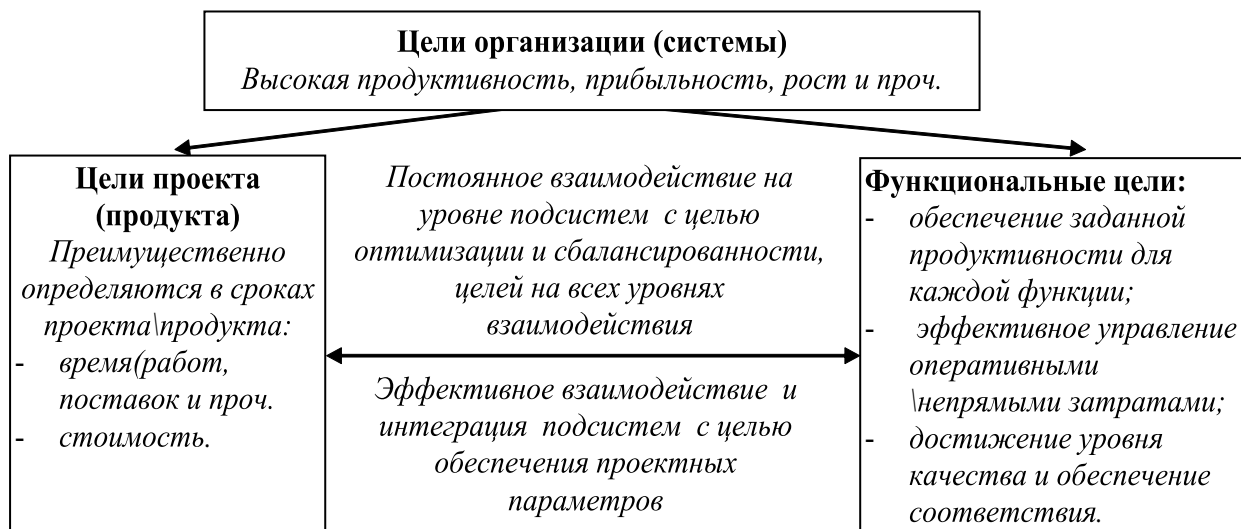 Цели организации (системы)
Высокая продуктивность, прибыльность, рост и проч.
Цели проекта
(продукта)
Преимущественно
определяются в сроках
проекта\продукта:
- время(работ,
поставок и проч.
- стоимость.
Постоянное взаимодействие на
уровне подсистем с целью
оптимизации и сбалансированности,
целей на всех уровнях
взаимодействия
Эффективное взаимодействие и
интеграция подсистем с целью
обеспечения проектных
параметров
Функциональные цели:
- обеспечение заданной
продуктивности для
каждой функции;
- эффективное управление
оперативными
\непрямыми затратами;
- достижение уровня
качества и обеспечение
соответствия.